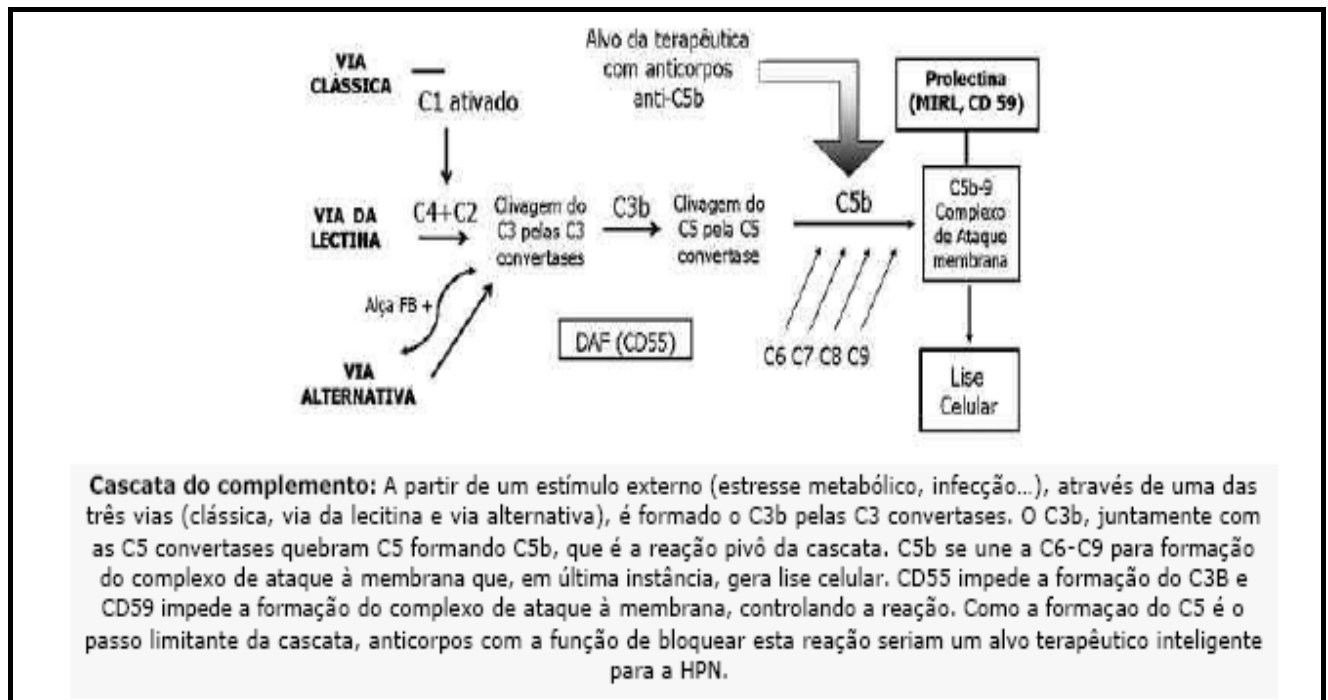 VIA
CLÁSSICA
C1 ativado
Alvo da terapêutica
com anticorpos
anti-C5b
Prolectina
(MIRL, CD 59)
VIA DA
LECTINA
C4+C2
Clivagem do
C3 pelas C3
convertases
C3b
Clivagem do
C5 pela C5
convertase
C5b
C5b-9
Complexo
de Ataque
membrana
Alça FB +
DAF (CD55)
C6 C7 C8 C9
VIA
ALTERNATIVA
Lise
Celular
Cascata do complemento: A partir de um estímulo externo (estresse metabólico, infecção...), através de uma das
três vias (clássica, via da lecitina e via alternativa), é formado o C3b pelas C3 convertases. O C3b, juntamente com
as C5 convertases quebram C5 formando C5b, que é a reação pivô da cascata. C5b se une a C6-C9 para formação
do complexo de ataque à membrana que, em última instância, gera lise celular. CD55 impede a formação do C3B e
CD59 impede a formação do complexo de ataque à membrana, controlando a reação. Como a formaçao do C5 é o
passo limitante da cascata, anticorpos com a função de bloquear esta reação seriam um alvo terapêutico inteligente
para a HPN.